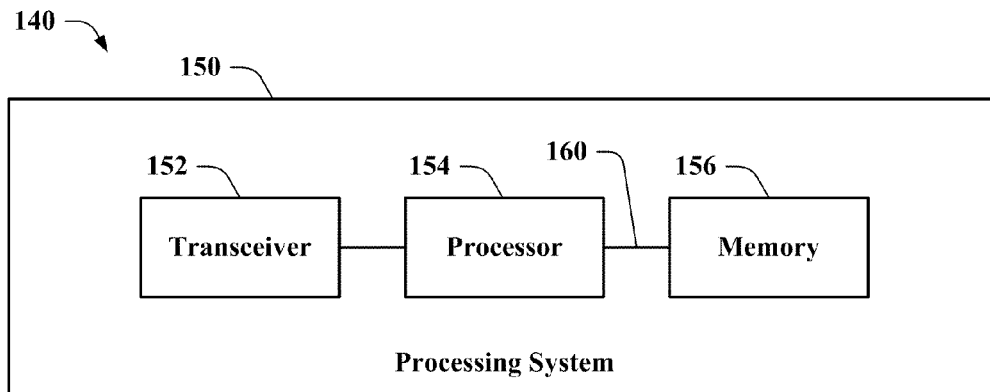 140
150
152
154
160
156
Transceiver
Processor
Memory
Processing System